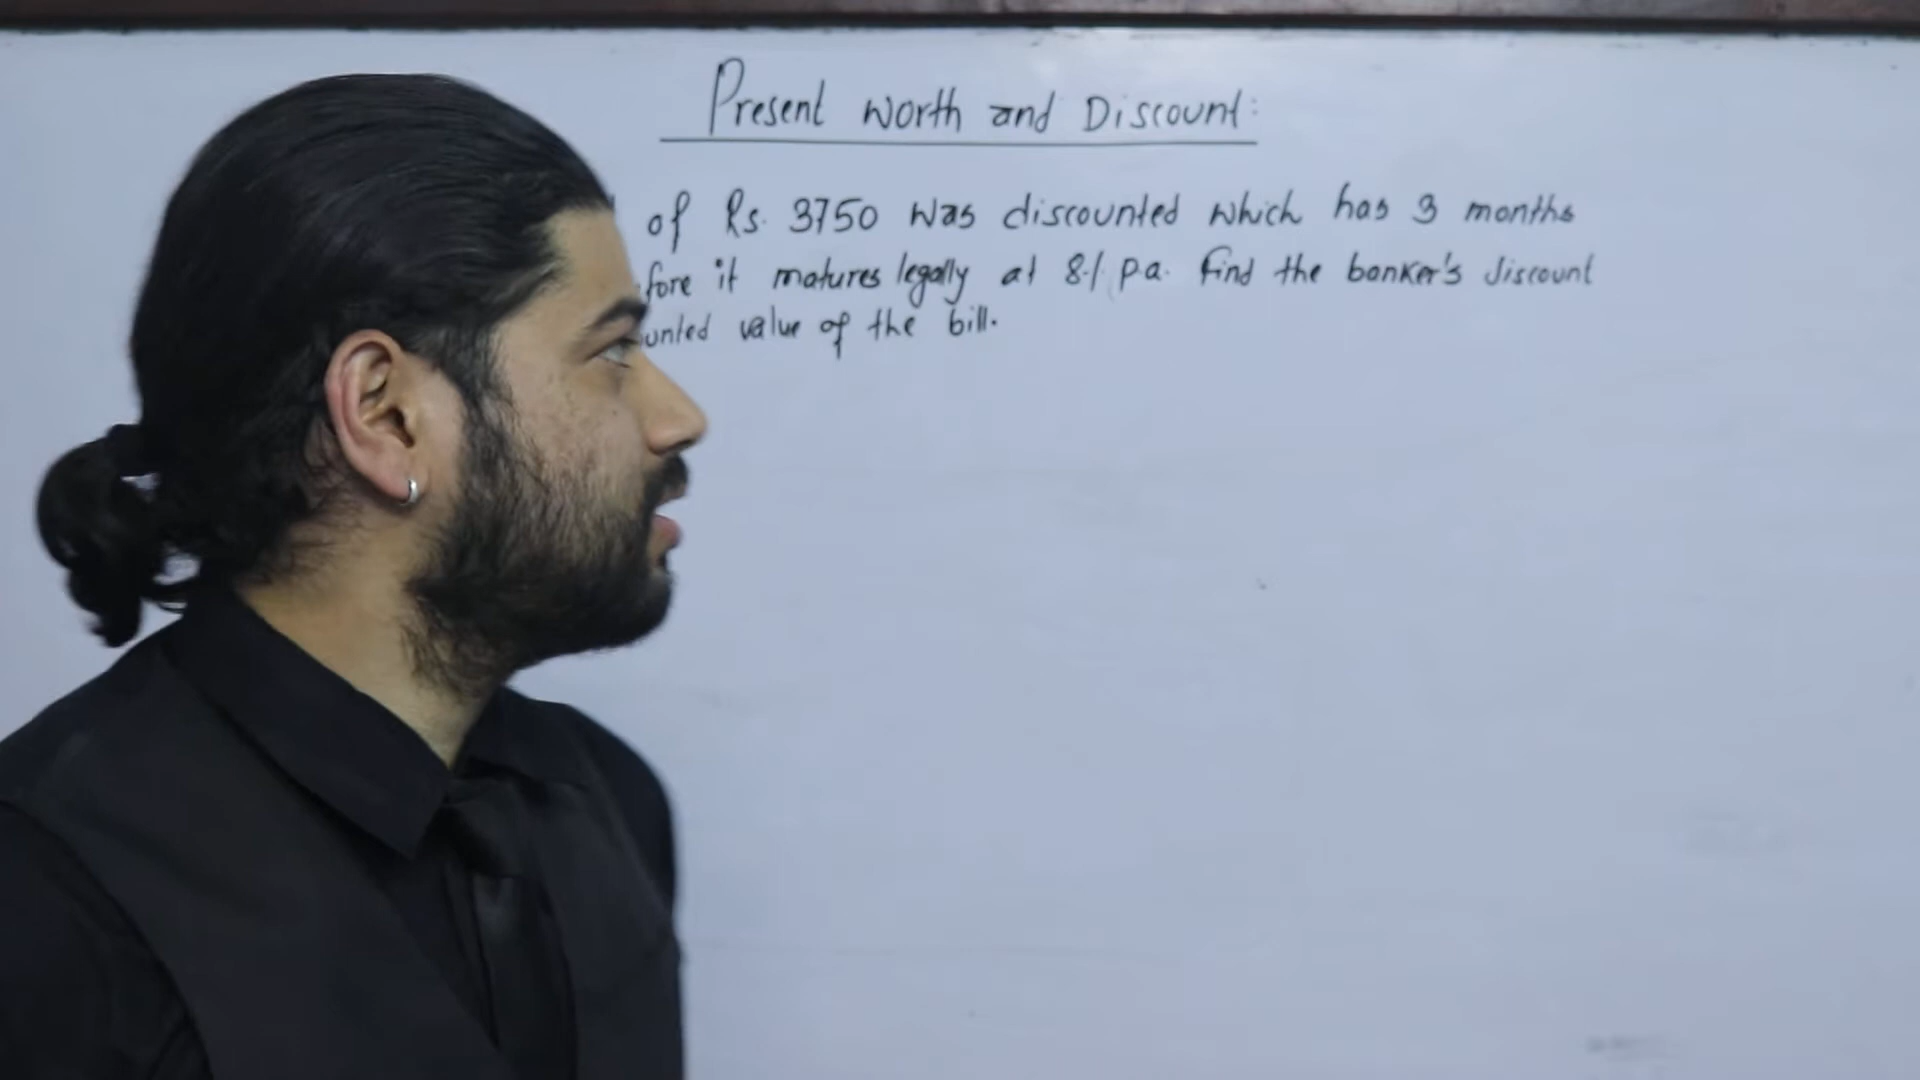 Present worth and Discount:
of Rs. 3750 was discounted which has 3 months
fore it matures legally at 8% p.a. Find the banker's discount
unted value of the bill.